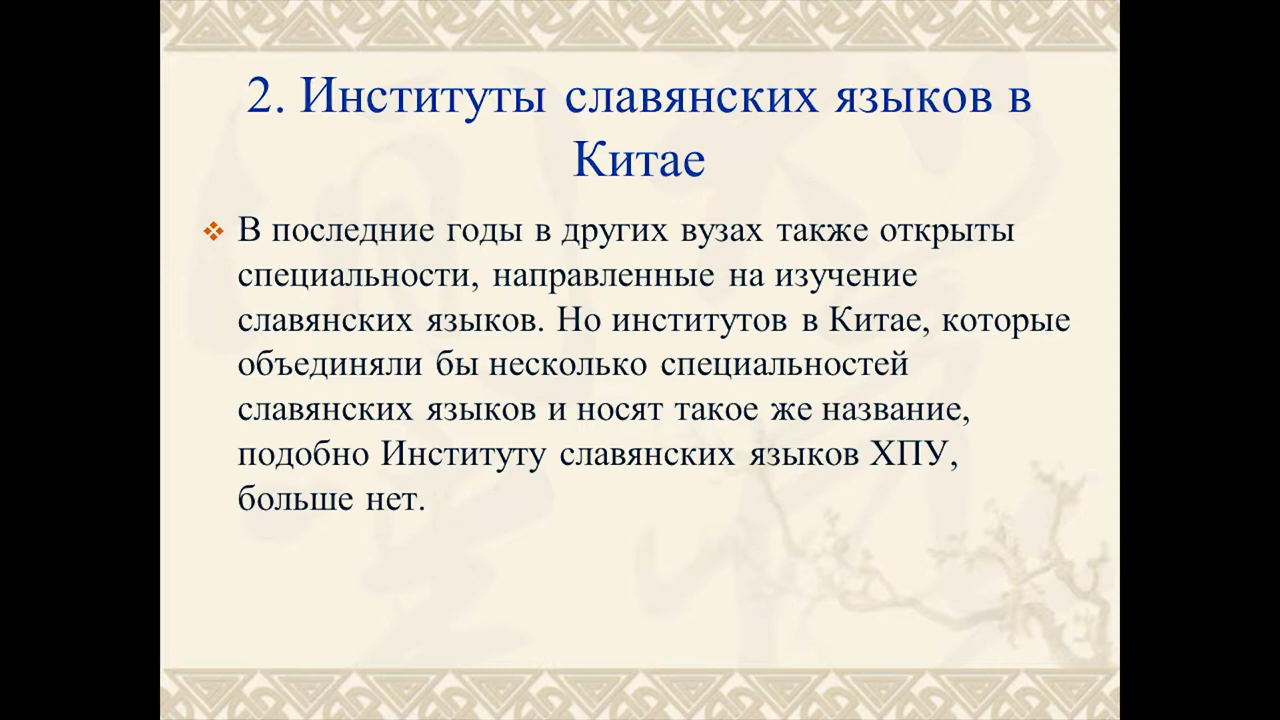 2. Институты славянских языков в
Китае
В последние годы в других вузах также открыты
специальности, направленные на изучение
славянских языков. Но институтов в Китае, которые
объединяли бы несколько специальностей
славянских языков и носят такое же название,
подобно Институту славянских языков ХПУ,
больше нет.